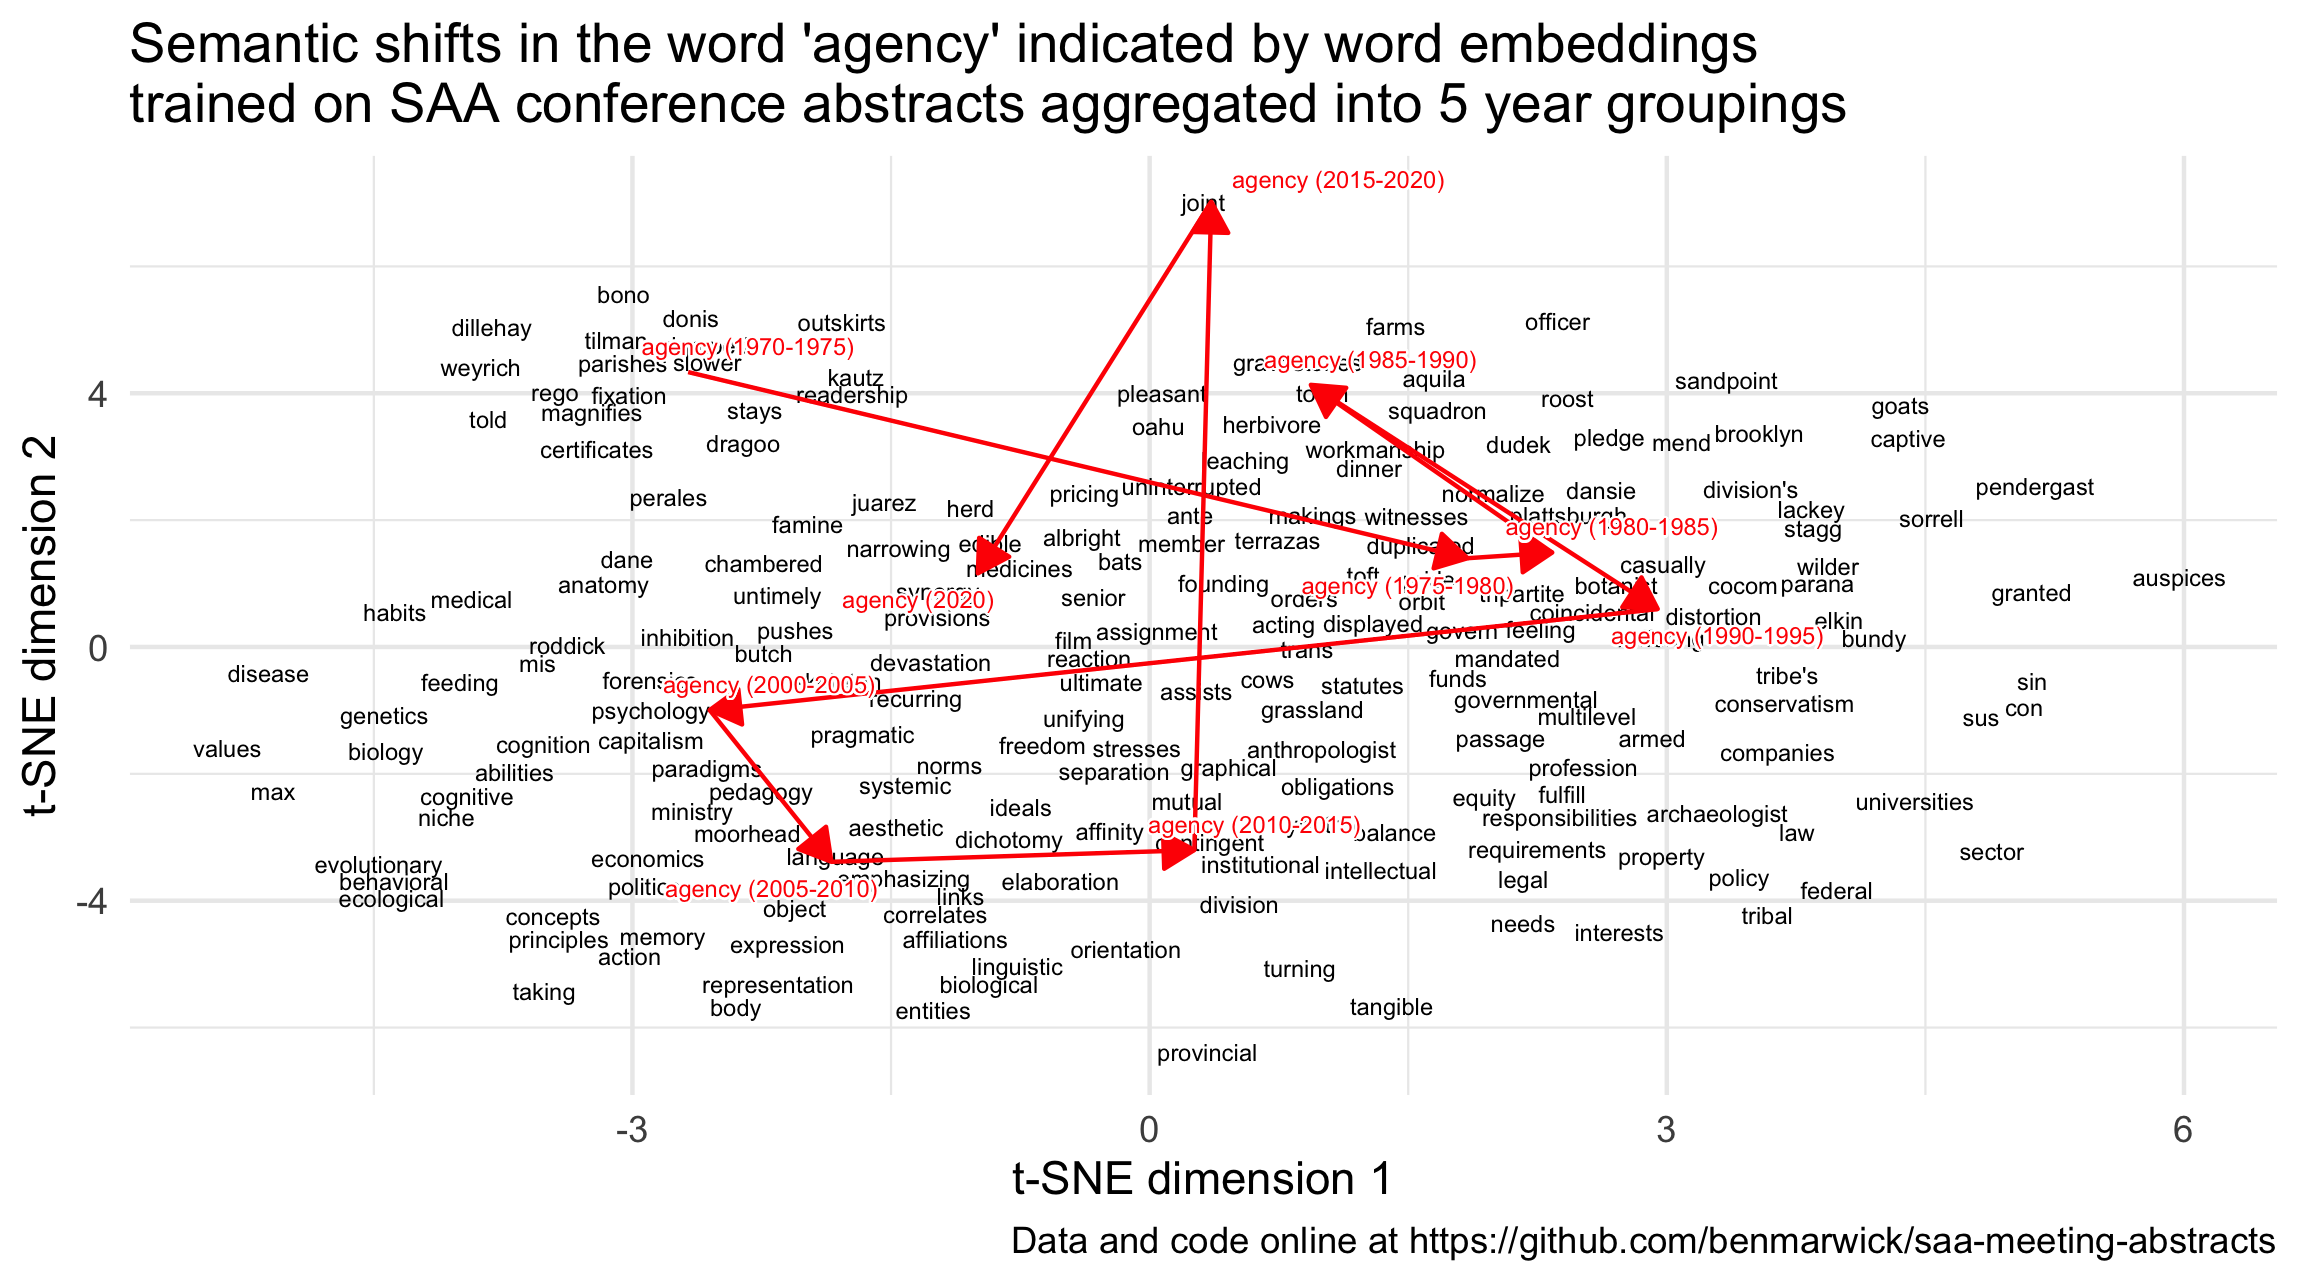 Semantic shifts in the word 'agency' indicated by word embeddings
trained on SAA conference abstracts aggregated into 5 year groupings
agency (2015-2020)
joint
bono
donis
outskirts
dillehay
farms
officer
agency (1970-1975)
parishes slower
weyrich
agency (1985-1990)
kautz
aquila
sandpoint
rego
fixation
readership
pleasant
roost
goats
told
magnifies
stays
squadron
oahu
herbivore
certificates
dragoo
workmanship
dudek
pledge
mend
brooklyn
captive
dinner
perales
juarez
herd
pricing
uninterrupted
normalize
dansie
division's
pendergast
famine
ante
makings
witnesses
plattsburgh
lackey
sorrell
agency (1980-1985)
stagg
narrowing
edible
albright
member
terrazas
duplicated
dane
chambered
medicines
bats
toft
casually
wilder
auspices
anatomy
synergy
founding
agency (1975-1980)
tripartite
botanist
cocom
parana
granted
medical
untimely
agency (2020)
senior
orders
orbit
habits
provisions
coincidental
distortion
elkin
roddick
inhibition
pushes
film
assignment
acting
displayed
govern
feeling
agency (1990-1995)
bundy
mis
butch
devastation
reaction
trans
mandated
disease
feeding
forensics
agency (2000-2005)
ultimate
assists
cows
statutes
funds
tribe's
sin
genetics
psychology
recurring
unifying
grassland
governmental
multilevel
conservatism
sus
con
values
biology
cognition
capitalism
pragmatic
freedom
stresses
anthropologist
passage
armed
companies
abilities
paradigms
norms
separation
graphical
profession
max
cognitive
pedagogy
systemic
ideals
mutual
obligations
equity
fulfill
universities
niche
ministry
moorhead
aesthetic
dichotomy
affinity
agency (2010-2015)
balance
responsibilities
archaeologist
law
evolutionary
economics
language
contingent
institutional
intellectual
requirements
property
sector
behavioral
agency (2005-2010)
emphasizing
elaboration
legal
policy
federal
ecological
links
concepts
object
correlates
division
needs
tribal
principles
memory
expression
affiliations
orientation
interests
action
linguistic
turning
taking
representation
biological
body
entities
tangible
provincial
4
0
-4
-3
0
3
6
t-SNE dimension 2
t-SNE dimension 1
Data and code online at https://github.com/benmarwick/saa-meeting-abstracts